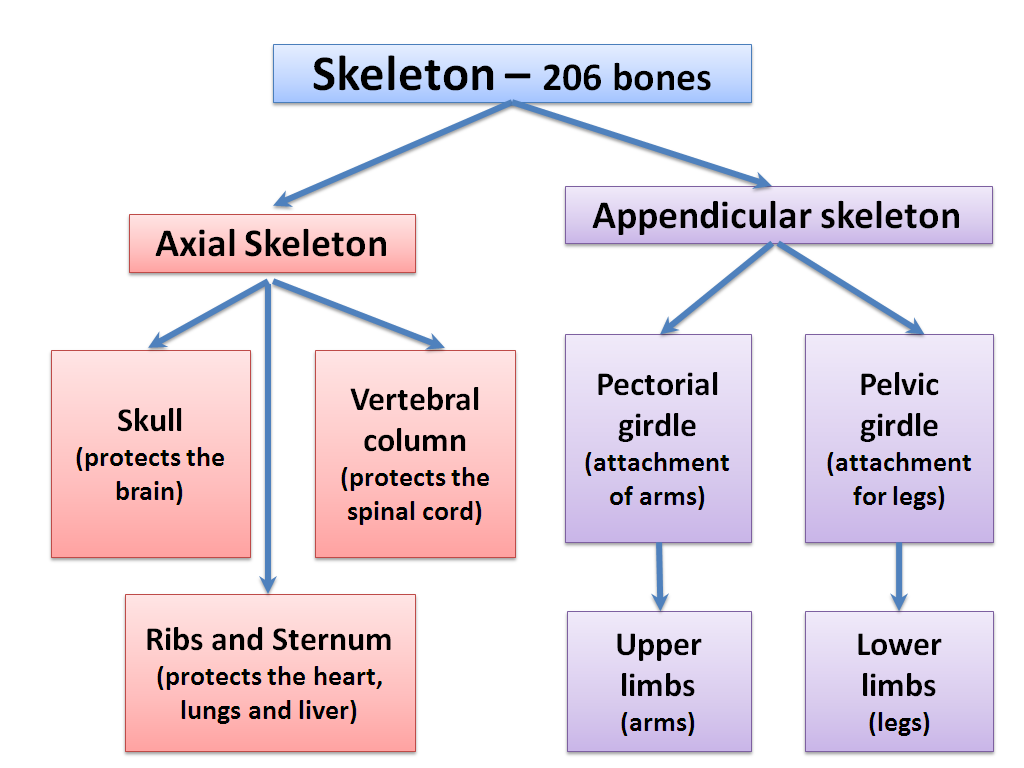 Skeleton – 206 bones
Axial Skeleton
Appendicular skeleton
Skull
(protects the
brain)
Vertebral
column
(protects the
spinal cord)
Ribs and Sternum
(protects the heart,
lungs and liver)
Pectorial
girdle
(attachment
of arms)
Pelvic
girdle
(attachment
for legs)
Upper
limbs
(arms)
Lower
limbs
(legs)